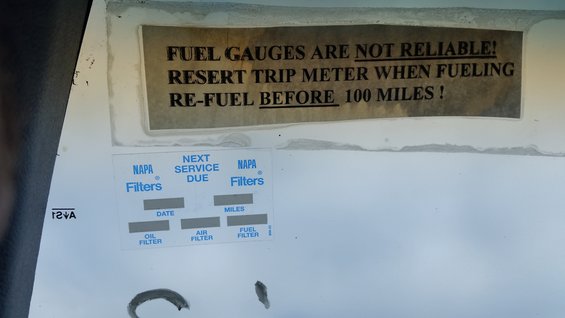 FUEL GAUGES ARE NOT RELIABLE!
RESERT TRIP METER WHEN FUELING
RE-FUEL BEFORE 100 MILES !
NAPA NEXT NAPA
® SERVICE ®
Filters DUE Filters
DATE MILES
OIL FILTER AIR FILTER FUEL FILTER